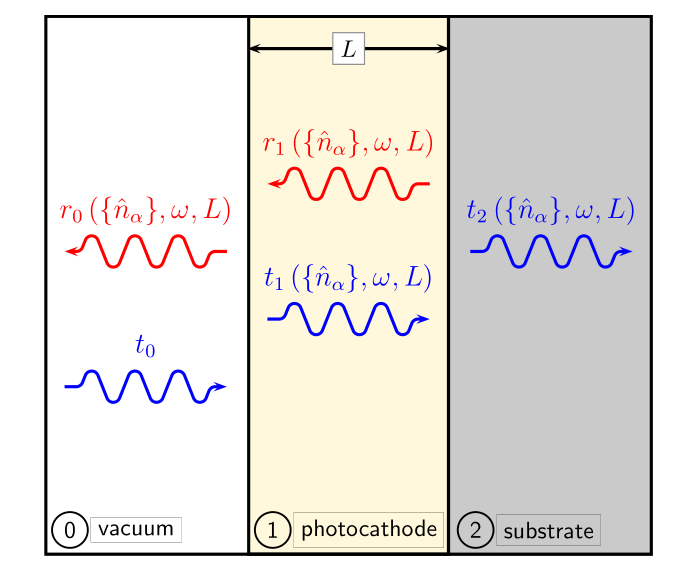 L
r₁ ({n̂_α}, ω, L)
r₀ ({n̂_α}, ω, L)
t₂ ({n̂_α}, ω, L)
t₁ ({n̂_α}, ω, L)
t₀
0 vacuum
1 photocathode
2 substrate